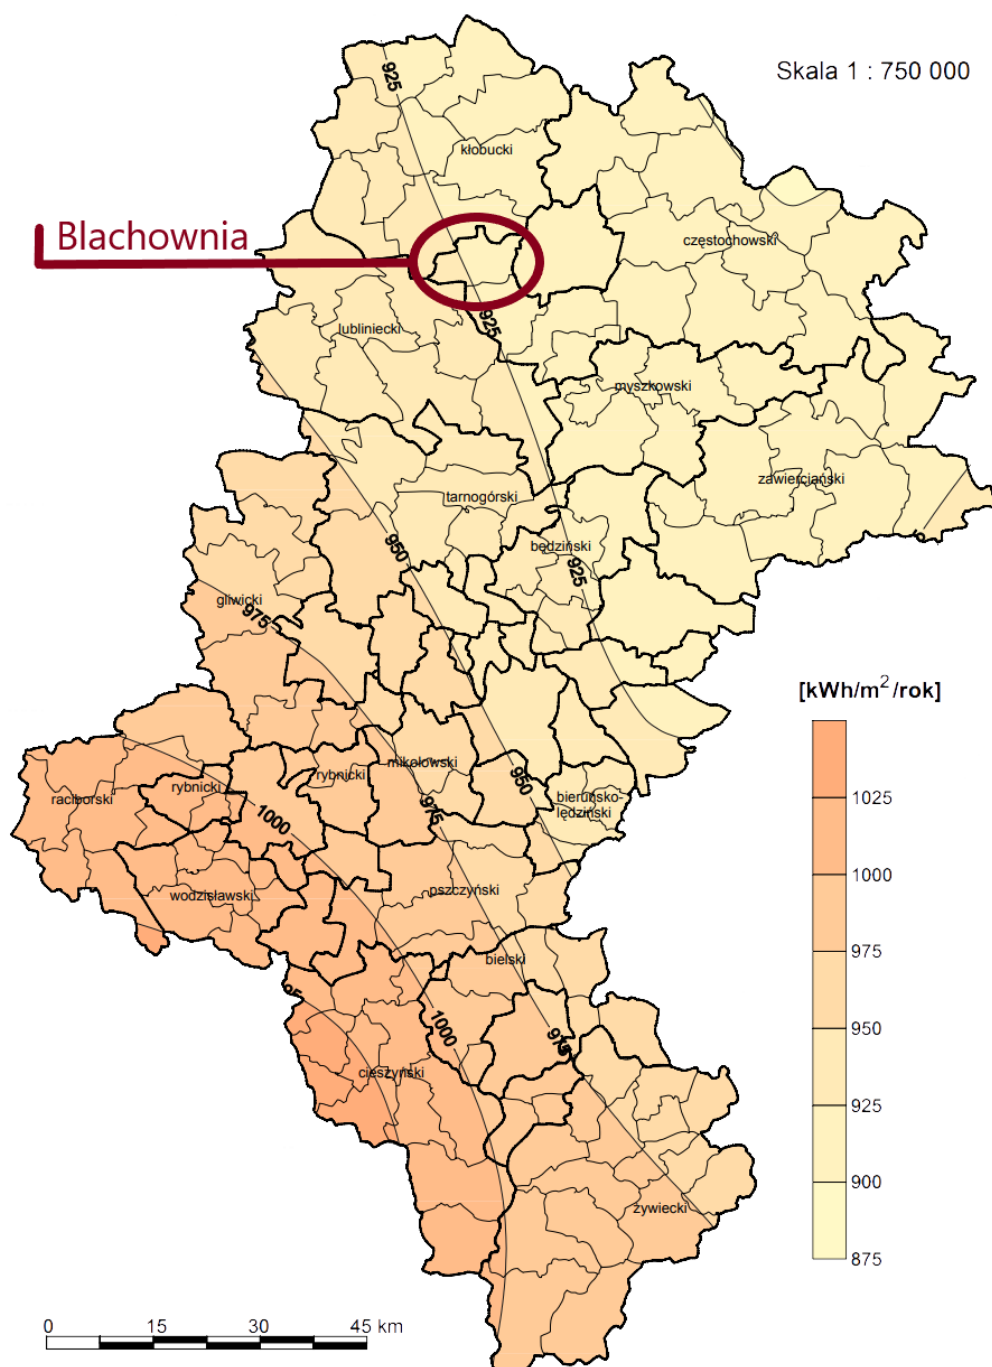 925
Skala 1 : 750 000
kłobucki
Blachownia
częstochowski
925
lubliniecki
myszkowski
zawierciański
tarnogórski
950
będziński
925
gliwicki
975
[kWh/m² /rok]
mikołowski
rybnicki
950
raciborski
rybnicki
bieruńsko-
lędziński
975
1000
1025
1000
pszczyński
wodzisławski
975
bielski
1000
975
950
cieszyński
925
900
żywiecki
875
0 15 30 45 km